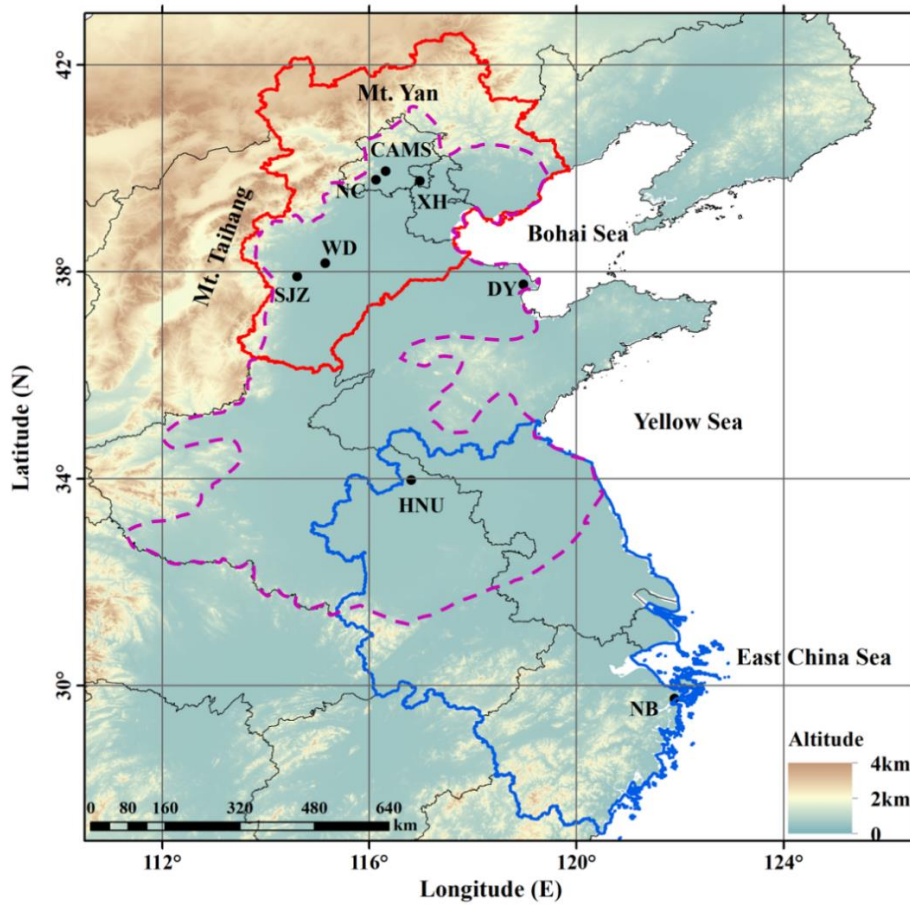 42°
Mt. Yan
CAMS
NC
XH
Mt. Taihang
Bohai Sea
WD
38°
SJZ
DY
Yellow Sea
Latitude (N)
34°
HNU
East China Sea
30°
NB
Altitude
4km
2km
0
0 80 160 320 480 640
km
112° 116° 120° 124°
Longitude (E)